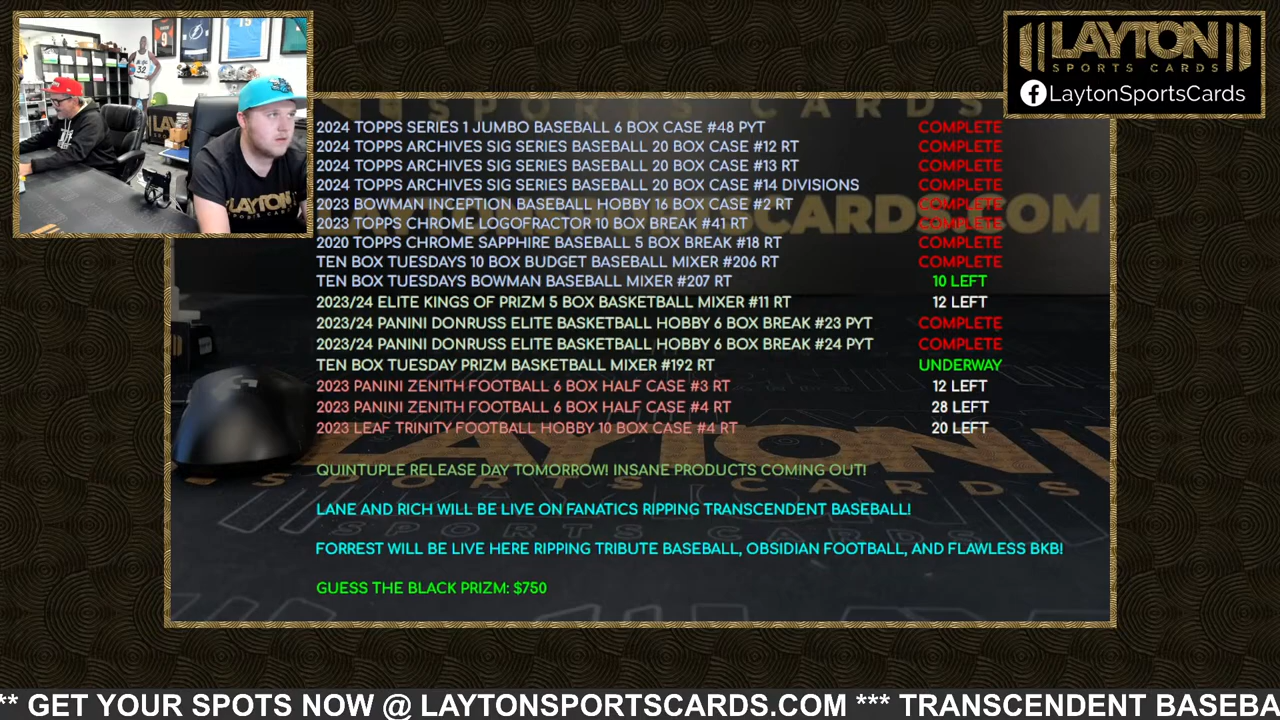 LAYTON
SPORTS CARDS
LaytonSportsCards
SPORTS CARDS
2024 TOPPS SERIES 1 JUMBO BASEBALL 6 BOX CASE #48 PYT COMPLETE
2024 TOPPS ARCHIVES SIG SERIES BASEBALL 20 BOX CASE #12 RT COMPLETE
2024 TOPPS ARCHIVES SIG SERIES BASEBALL 20 BOX CASE #13 RT COMPLETE
2024 TOPPS ARCHIVES SIG SERIES BASEBALL 20 BOX CASE #14 DIVISIONS COMPLETE
2023 BOWMAN INCEPTION BASEBALL HOBBY 16 BOX CASE #2 RT COMPLETE
CARDS.COM
2023 TOPPS CHROME LOGOFRACTOR 10 BOX BREAK #41 RT COMPLETE
2020 TOPPS CHROME SAPPHIRE BASEBALL 5 BOX BREAK #18 RT COMPLETE
TEN BOX TUESDAYS 10 BOX BUDGET BASEBALL MIXER #206 RT COMPLETE
TEN BOX TUESDAYS BOWMAN BASEBALL MIXER #207 RT 10 LEFT
2023/24 ELITE KINGS OF PRIZM 5 BOX BASKETBALL MIXER #11 RT 12 LEFT
2023/24 PANINI DONRUSS ELITE BASKETBALL HOBBY 6 BOX BREAK #23 PYT COMPLETE
2023/24 PANINI DONRUSS ELITE BASKETBALL HOBBY 6 BOX BREAK #24 PYT COMPLETE
TEN BOX TUESDAY PRIZM BASKETBALL MIXER #192 RT UNDERWAY
2023 PANINI ZENITH FOOTBALL 6 BOX HALF CASE #3 RT 12 LEFT
2023 PANINI ZENITH FOOTBALL 6 BOX HALF CASE #4 RT 28 LEFT
2023 LEAF TRINITY FOOTBALL HOBBY 10 BOX CASE #4 RT 20 LEFT
LAYTON
SPORTS CARDS
QUINTUPLE RELEASE DAY TOMORROW! INSANE PRODUCTS COMING OUT!
LANE AND RICH WILL BE LIVE ON FANATICS RIPPING TRANSCENDENT BASEBALL!
FORREST WILL BE LIVE HERE RIPPING TRIBUTE BASEBALL, OBSIDIAN FOOTBALL, AND FLAWLESS BKB!
GUESS THE BLACK PRIZM: $750
** GET YOUR SPOTS NOW @ LAYTONSPORTSCARDS.COM *** TRANSCENDENT BASEBA